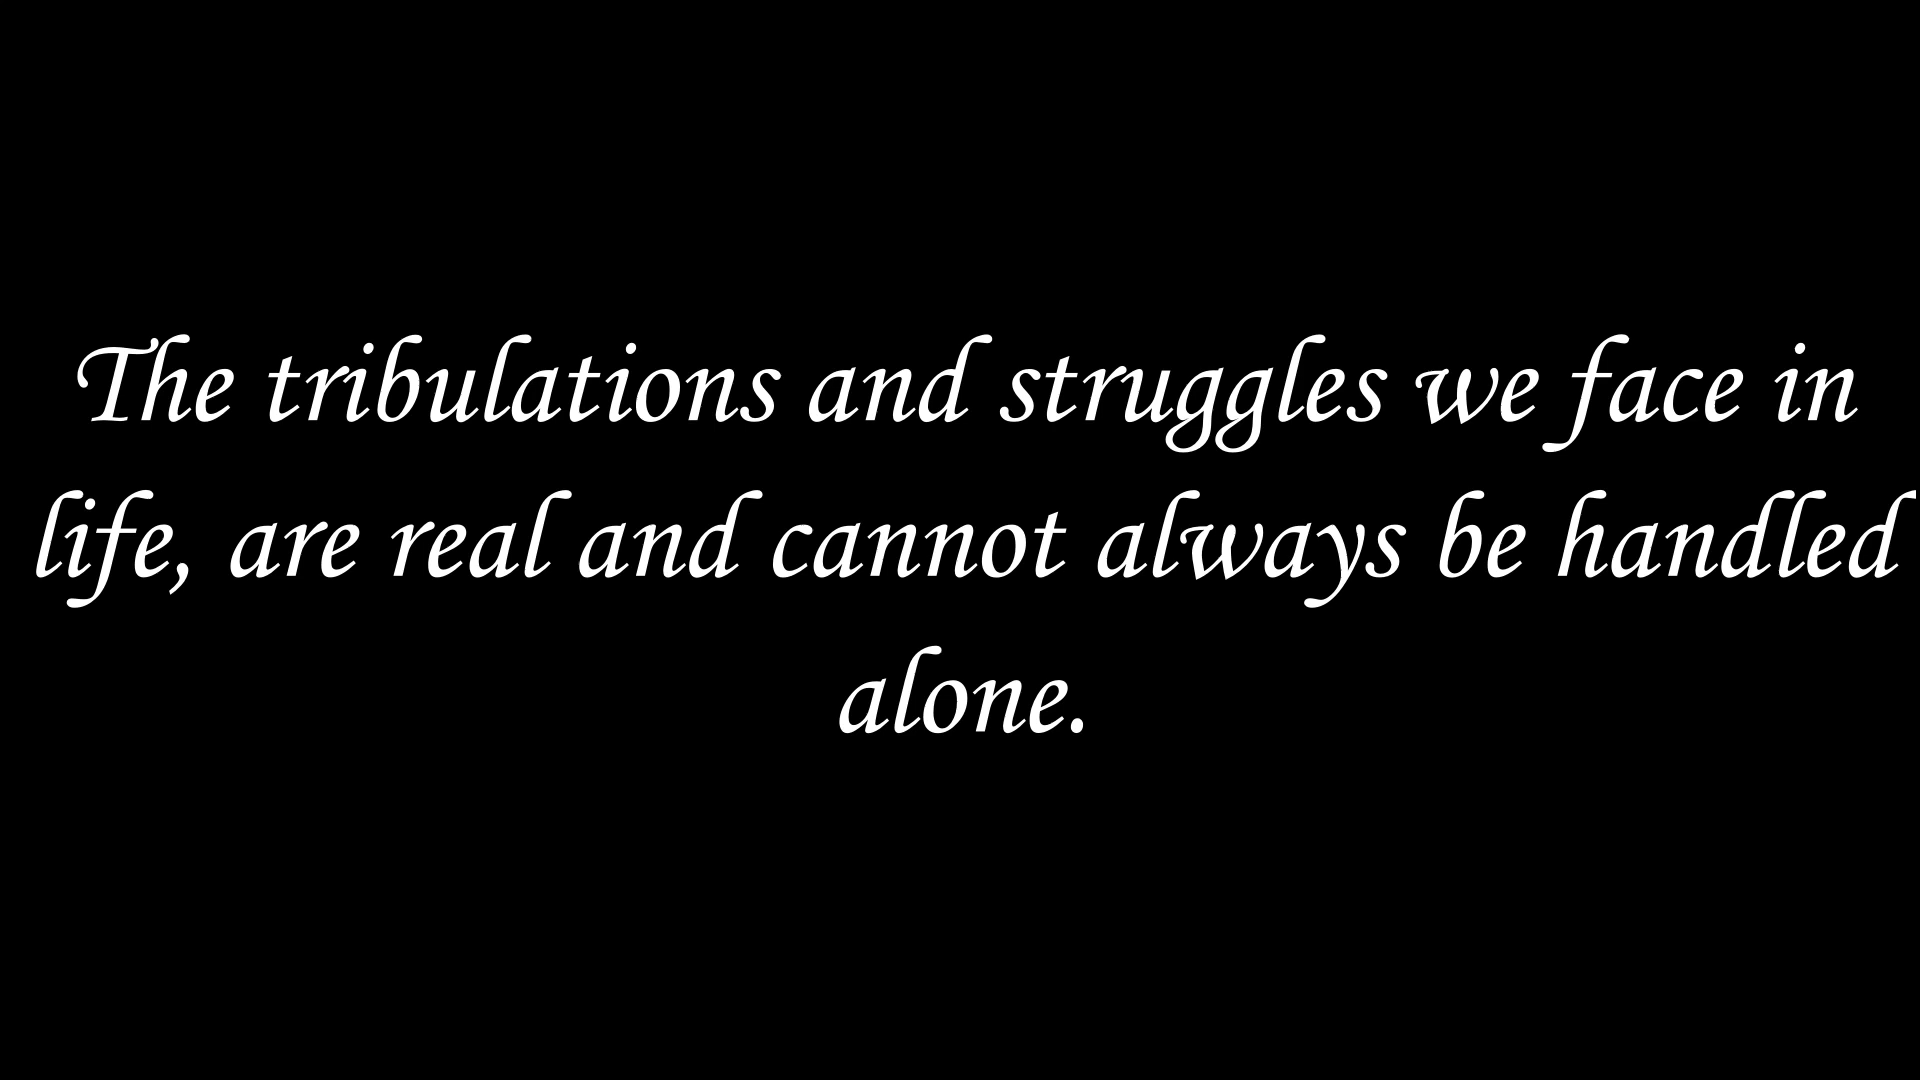 The tribulations and struggles we face in
life, are real and cannot always be handled
alone.